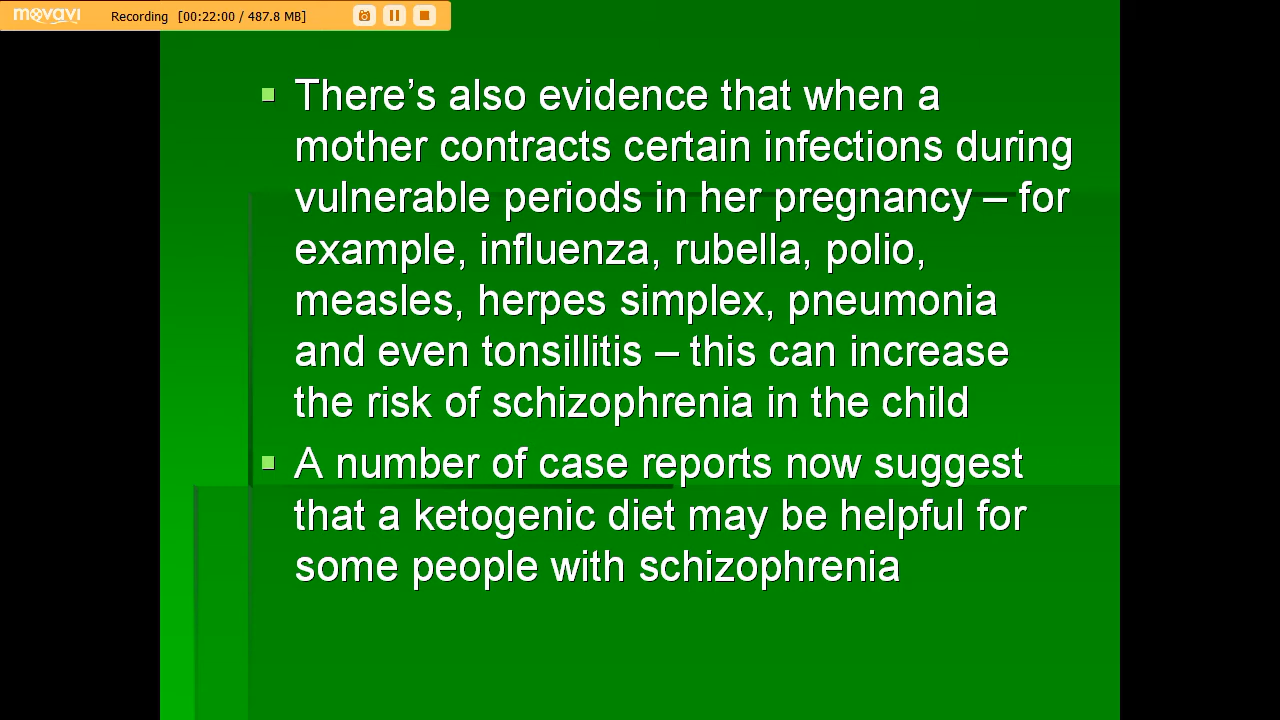 movavi Recording [00:22:00 / 487.8 MB]
There’s also evidence that when a
mother contracts certain infections during
vulnerable periods in her pregnancy – for
example, influenza, rubella, polio,
measles, herpes simplex, pneumonia
and even tonsillitis – this can increase
the risk of schizophrenia in the child
A number of case reports now suggest
that a ketogenic diet may be helpful for
some people with schizophrenia